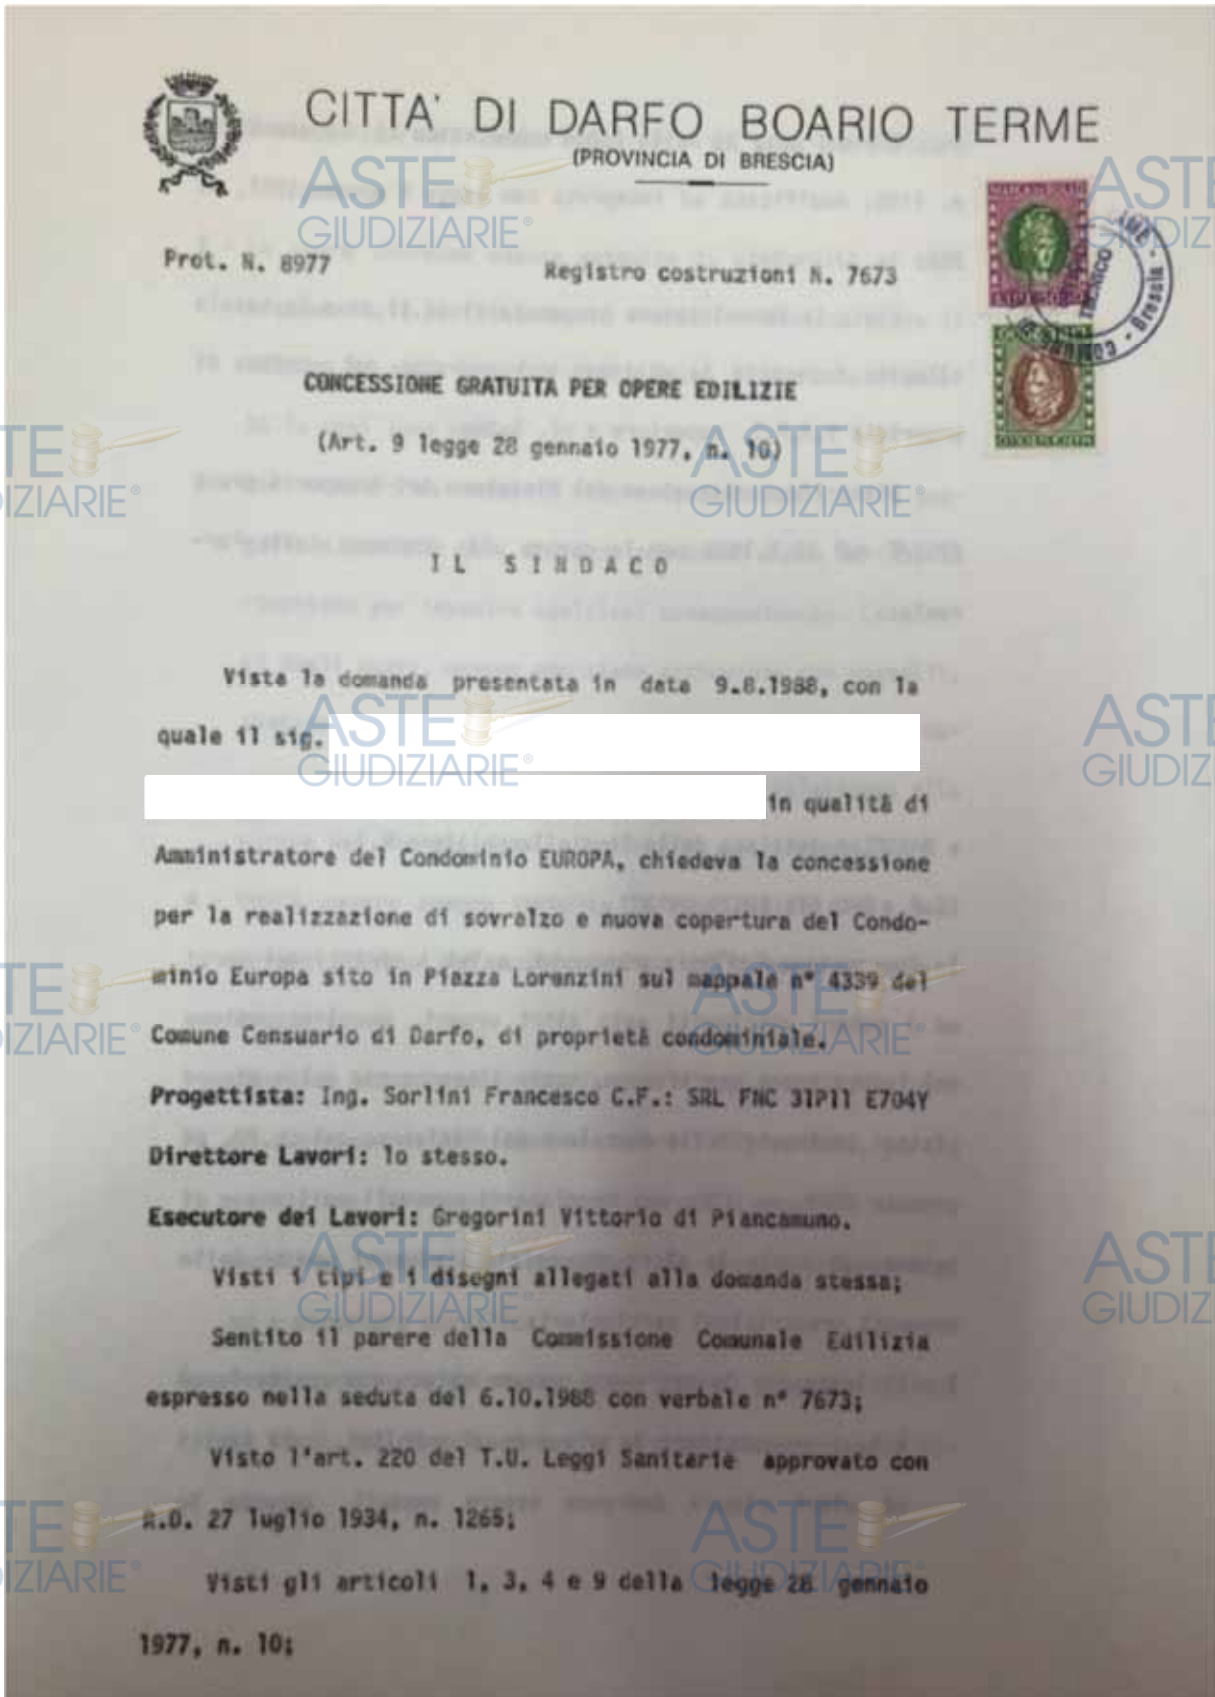 CITTA' DI DARFO BOARIO TERME
(PROVINCIA DI BRESCIA)
Prot. N. 8977
Registro costruzioni N. 7673
CONCESSIONE GRATUITA PER OPERE EDILIZIE
(Art. 9 legge 28 gennaio 1977, n. 10)
IL SINDACO
Vista la domanda presentata in data 9.8.1988, con la
quale il sig.
in qualità di
Amministratore del Condominio EUROPA, chiedeva la concessione
per la realizzazione di sovralzo e nuova copertura del Condo-
minio Europa sito in Piazza Lorenzini sul mappale n° 4339 del
Comune Censuario di Darfo, di proprietà condominiale.
Progettista: Ing. Sorlini Francesco C.F.: SRL FNC 31P11 E704Y
Direttore Lavori: lo stesso.
Esecutore dei Lavori: Gregorini Vittorio di Piancamuno.
Visti i tipi e i disegni allegati alla domanda stessa;
Sentito il parere della Commissione Comunale Edilizia
espresso nella seduta del 6.10.1988 con verbale n° 7673;
Visto l'art. 220 del T.U. Leggi Sanitarie approvato con
R.D. 27 luglio 1934, n. 1265;
Visti gli articoli 1, 3, 4 e 9 della legge 28 gennaio
1977, n. 10;
ASTE GIUDIZIARIE®